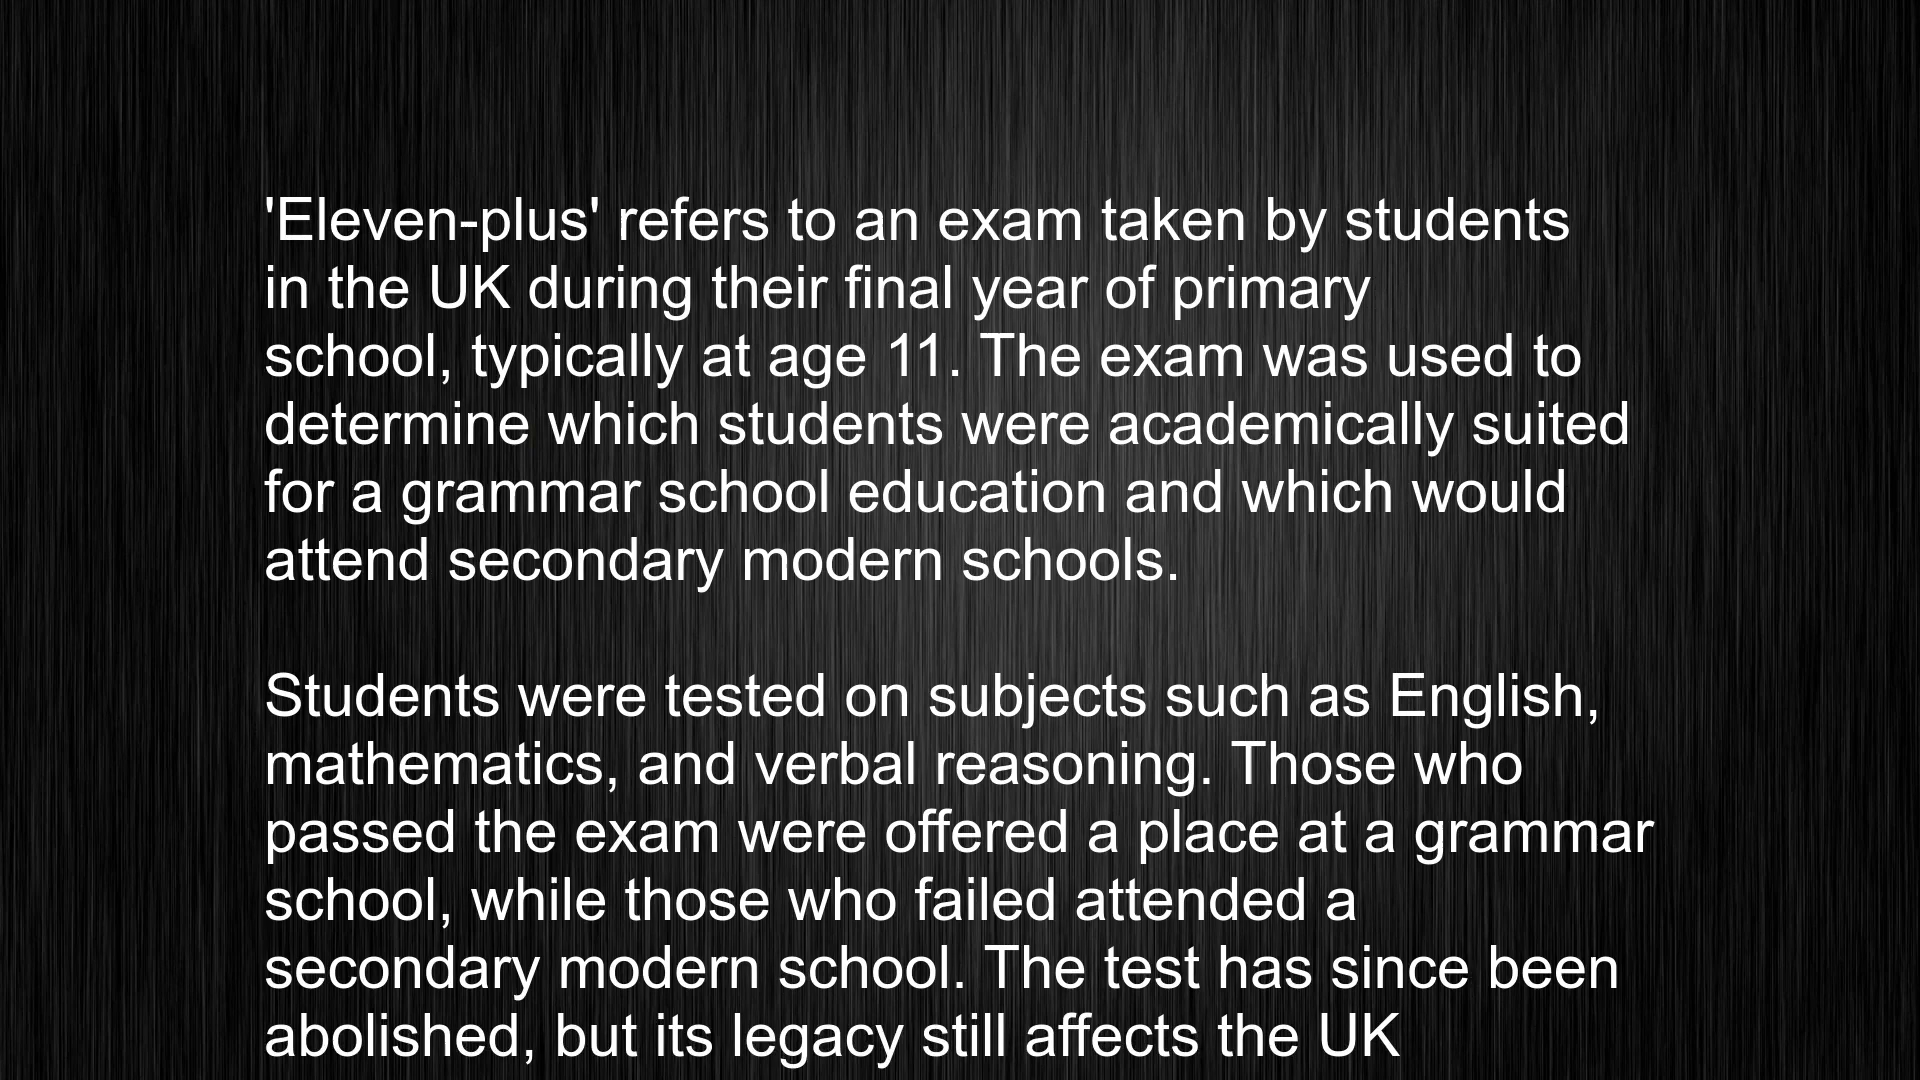 'Eleven-plus' refers to an exam taken by students
in the UK during their final year of primary
school, typically at age 11. The exam was used to
determine which students were academically suited
for a grammar school education and which would
attend secondary modern schools.
Students were tested on subjects such as English,
mathematics, and verbal reasoning. Those who
passed the exam were offered a place at a grammar
school, while those who failed attended a
secondary modern school. The test has since been
abolished, but its legacy still affects the UK